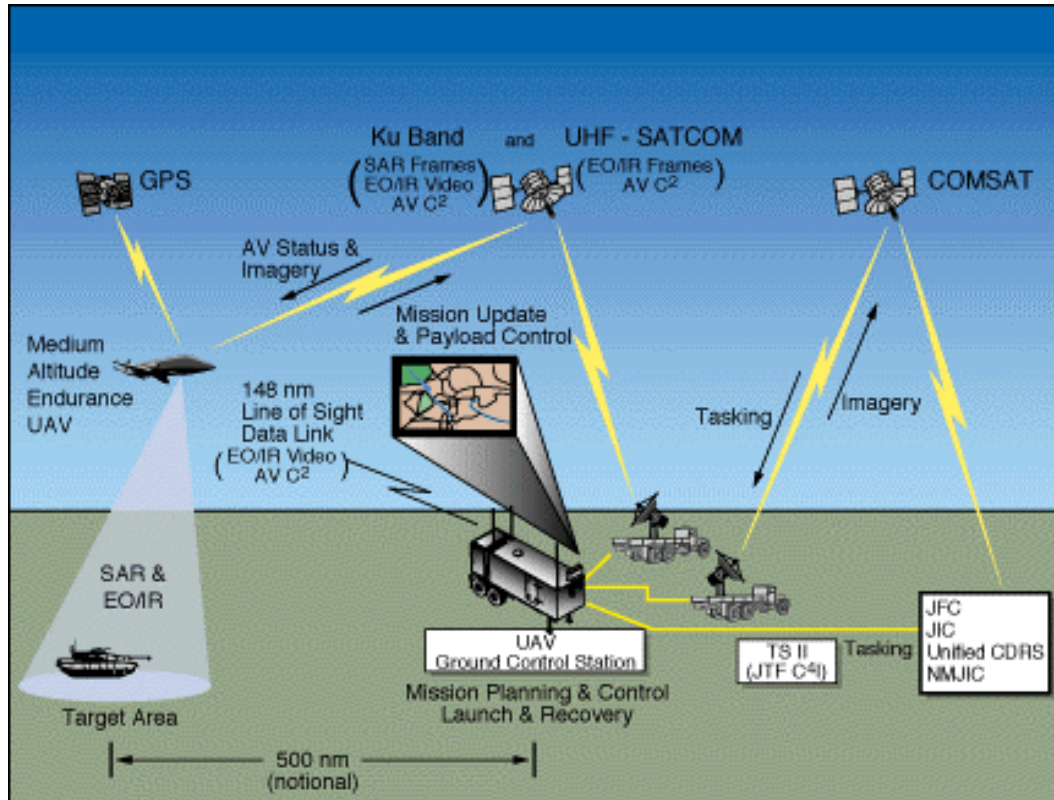 Ku Band and UHF - SATCOM
(SAR Frames
EO/IR Video
AV C²)
(EO/IR Frames
AV C²)
GPS
COMSAT
AV Status &
Imagery
Mission Update
& Payload Control
Medium
Altitude
Endurance
UAV
148 nm
Line of Sight
Data Link
(EO/IR Video
AV C²)
Tasking
Imagery
SAR &
EO/IR
Target Area
UAV
Ground Control Station
Mission Planning & Control
Launch & Recovery
TS II
(JTF C⁴I)
Tasking
JFC
JIC
Unified CDRS
NMJIC
500 nm
(notional)